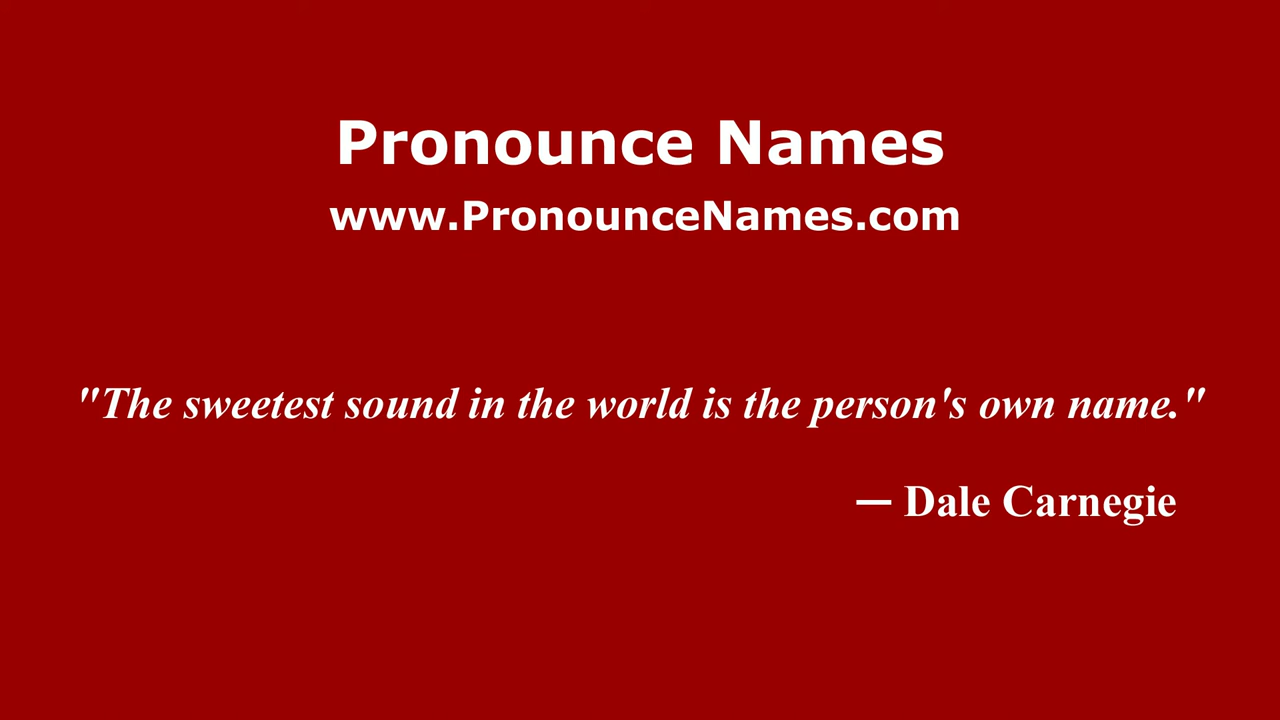 Pronounce Names
www.PronounceNames.com
"The sweetest sound in the world is the person's own name."
— Dale Carnegie